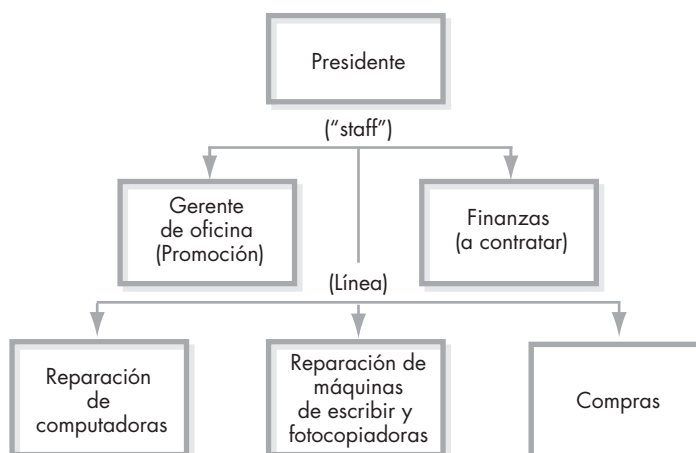 Presidente
(“staff”)
Gerente
de oficina
(Promoción)
Finanzas
(a contratar)
(Línea)
Reparación
de
computadoras
Reparación de
máquinas
de escribir y
fotocopiadoras
Compras